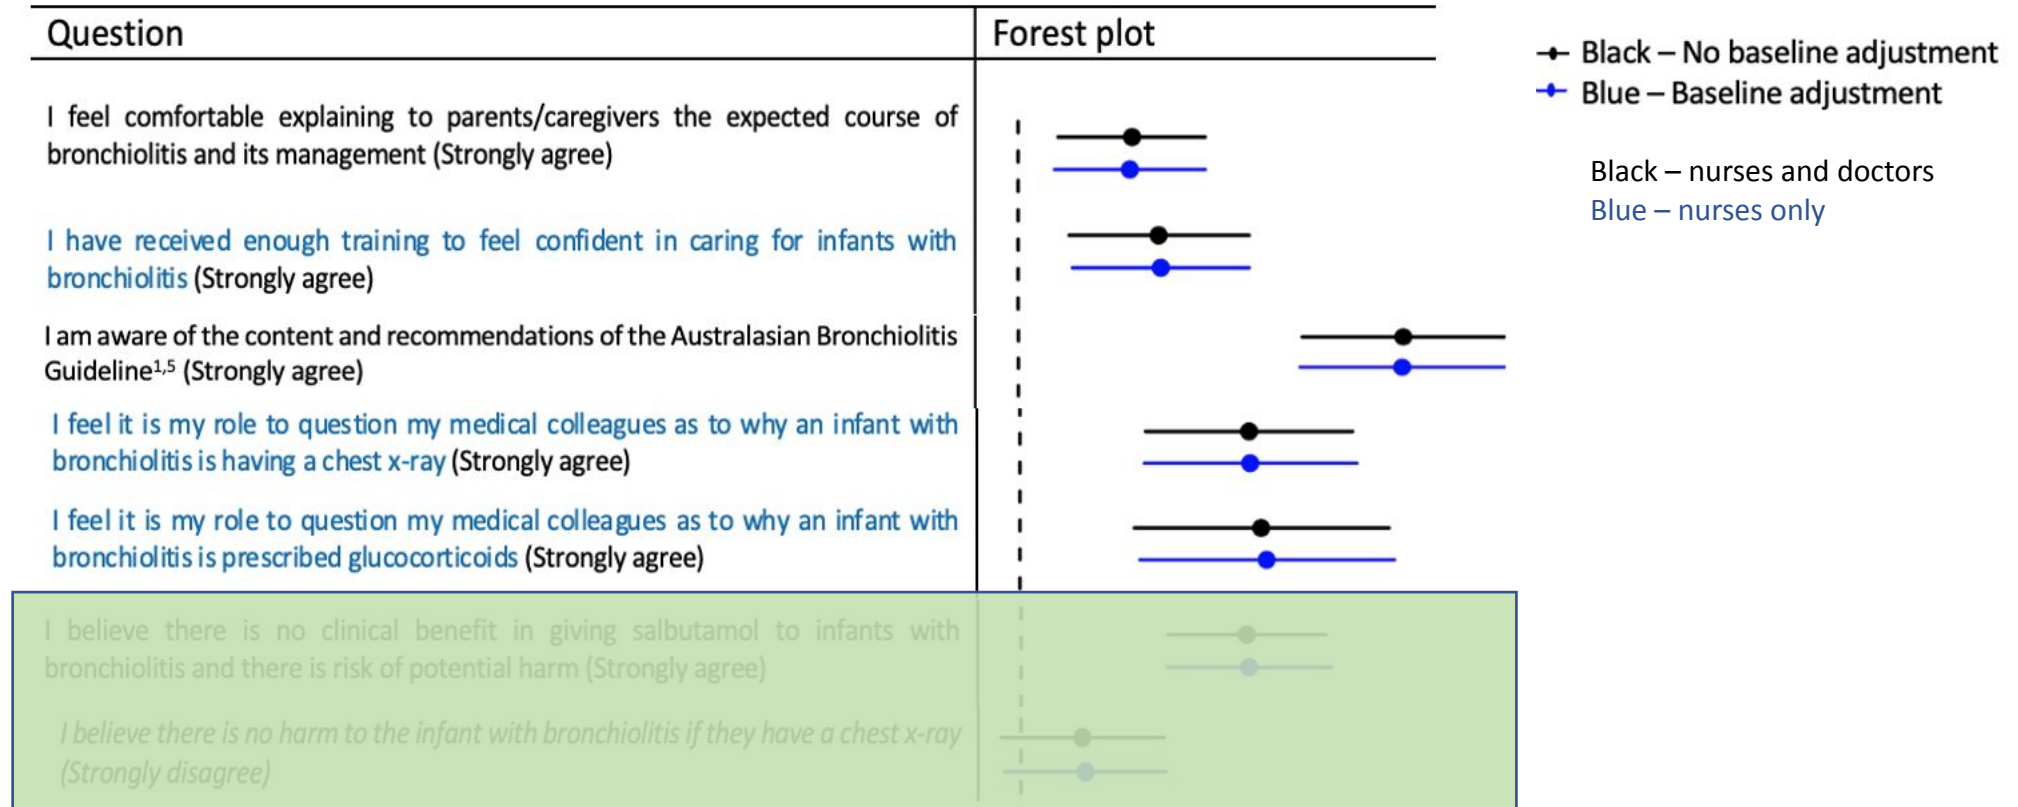 Question
Forest plot
I feel comfortable explaining to parents/caregivers the expected course of
bronchiolitis and its management (Strongly agree)
I have received enough training to feel confident in caring for infants with
bronchiolitis (Strongly agree)
I am aware of the content and recommendations of the Australasian Bronchiolitis
Guideline1,5 (Strongly agree)
I feel it is my role to question my medical colleagues as to why an infant with
bronchiolitis is having a chest x-ray (Strongly agree)
I feel it is my role to question my medical colleagues as to why an infant with
bronchiolitis is prescribed glucocorticoids (Strongly agree)
I believe there is no clinical benefit in giving salbutamol to infants with
bronchiolitis and there is risk of potential harm (Strongly agree)
I believe there is no harm to the infant with bronchiolitis if they have a chest x-ray
(Strongly disagree)
Black – No baseline adjustment
Blue – Baseline adjustment
Black – nurses and doctors
Blue – nurses only